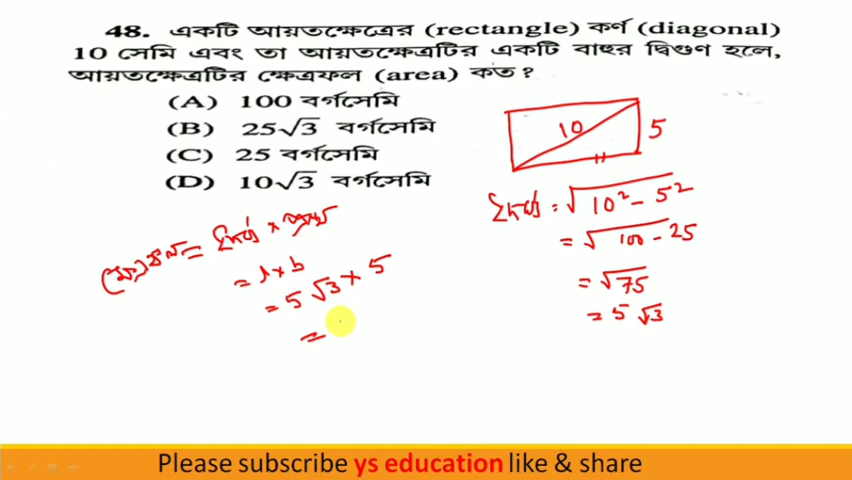 48. একটি আয়তক্ষেত্রের (rectangle) কর্ণ (diagonal)
10 সেমি এবং তা আয়তক্ষেত্রটির একটি বাহুর দ্বিগুণ হলে,
আয়তক্ষেত্রটির ক্ষেত্রফল (area) কত ?
(A) 100 বর্গসেমি
(B) 25√3 বর্গসেমি
(C) 25 বর্গসেমি
(D) 10√3 বর্গসেমি
10
5
দৈর্ঘ্য = √10² - 5²
= √100 - 25
= √75
= 5√3
ক্ষেত্রফল = দৈর্ঘ্য × প্রস্থ
= l × b
= 5√3 × 5
=
Please subscribe ys education like & share